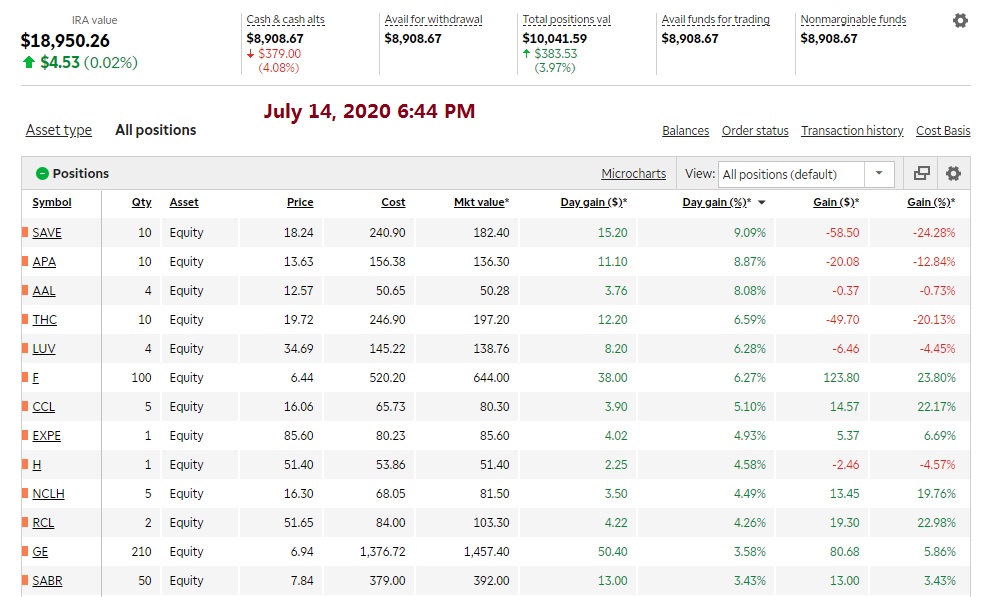 IRA value Cash & cash alts Avail for withdrawal Total positions val Avail funds for trading Nonmarginable funds
$18,950.26 $8,908.67 $8,908.67 $10,041.59 $8,908.67 $8,908.67
$4.53 (0.02%) $379.00 $383.53
(4.08%) (3.97%)
July 14, 2020 6:44 PM
Asset type All positions Balances Order status Transaction history Cost Basis
Positions Microcharts View: All positions (default)
Symbol Qty Asset Price Cost Mkt value* Day gain ($)* Day gain (%)* Gain ($)* Gain (%)*
SAVE 10 Equity 18.24 240.90 182.40 15.20 9.09% -58.50 -24.28%
APA 10 Equity 13.63 156.38 136.30 11.10 8.87% -20.08 -12.84%
AAL 4 Equity 12.57 50.65 50.28 3.76 8.08% -0.37 -0.73%
THC 10 Equity 19.72 246.90 197.20 12.20 6.59% -49.70 -20.13%
LUV 4 Equity 34.69 145.22 138.76 8.20 6.28% -6.46 -4.45%
F 100 Equity 6.44 520.20 644.00 38.00 6.27% 123.80 23.80%
CCL 5 Equity 16.06 65.73 80.30 3.90 5.10% 14.57 22.17%
EXPE 1 Equity 85.60 80.23 85.60 4.02 4.93% 5.37 6.69%
H 1 Equity 51.40 53.86 51.40 2.25 4.58% -2.46 -4.57%
NCLH 5 Equity 16.30 68.05 81.50 3.50 4.49% 13.45 19.76%
RCL 2 Equity 51.65 84.00 103.30 4.22 4.26% 19.30 22.98%
GE 210 Equity 6.94 1,376.72 1,457.40 50.40 3.58% 80.68 5.86%
SABR 50 Equity 7.84 379.00 392.00 13.00 3.43% 13.00 3.43%